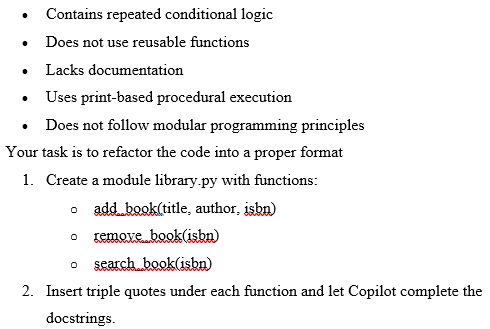 • Contains repeated conditional logic
• Does not use reusable functions
• Lacks documentation
• Uses print-based procedural execution
• Does not follow modular programming principles
Your task is to refactor the code into a proper format
1. Create a module library.py with functions:
o add_book(title, author, isbn)
o remove_book(isbn)
o search_book(isbn)
2. Insert triple quotes under each function and let Copilot complete the
docstrings.